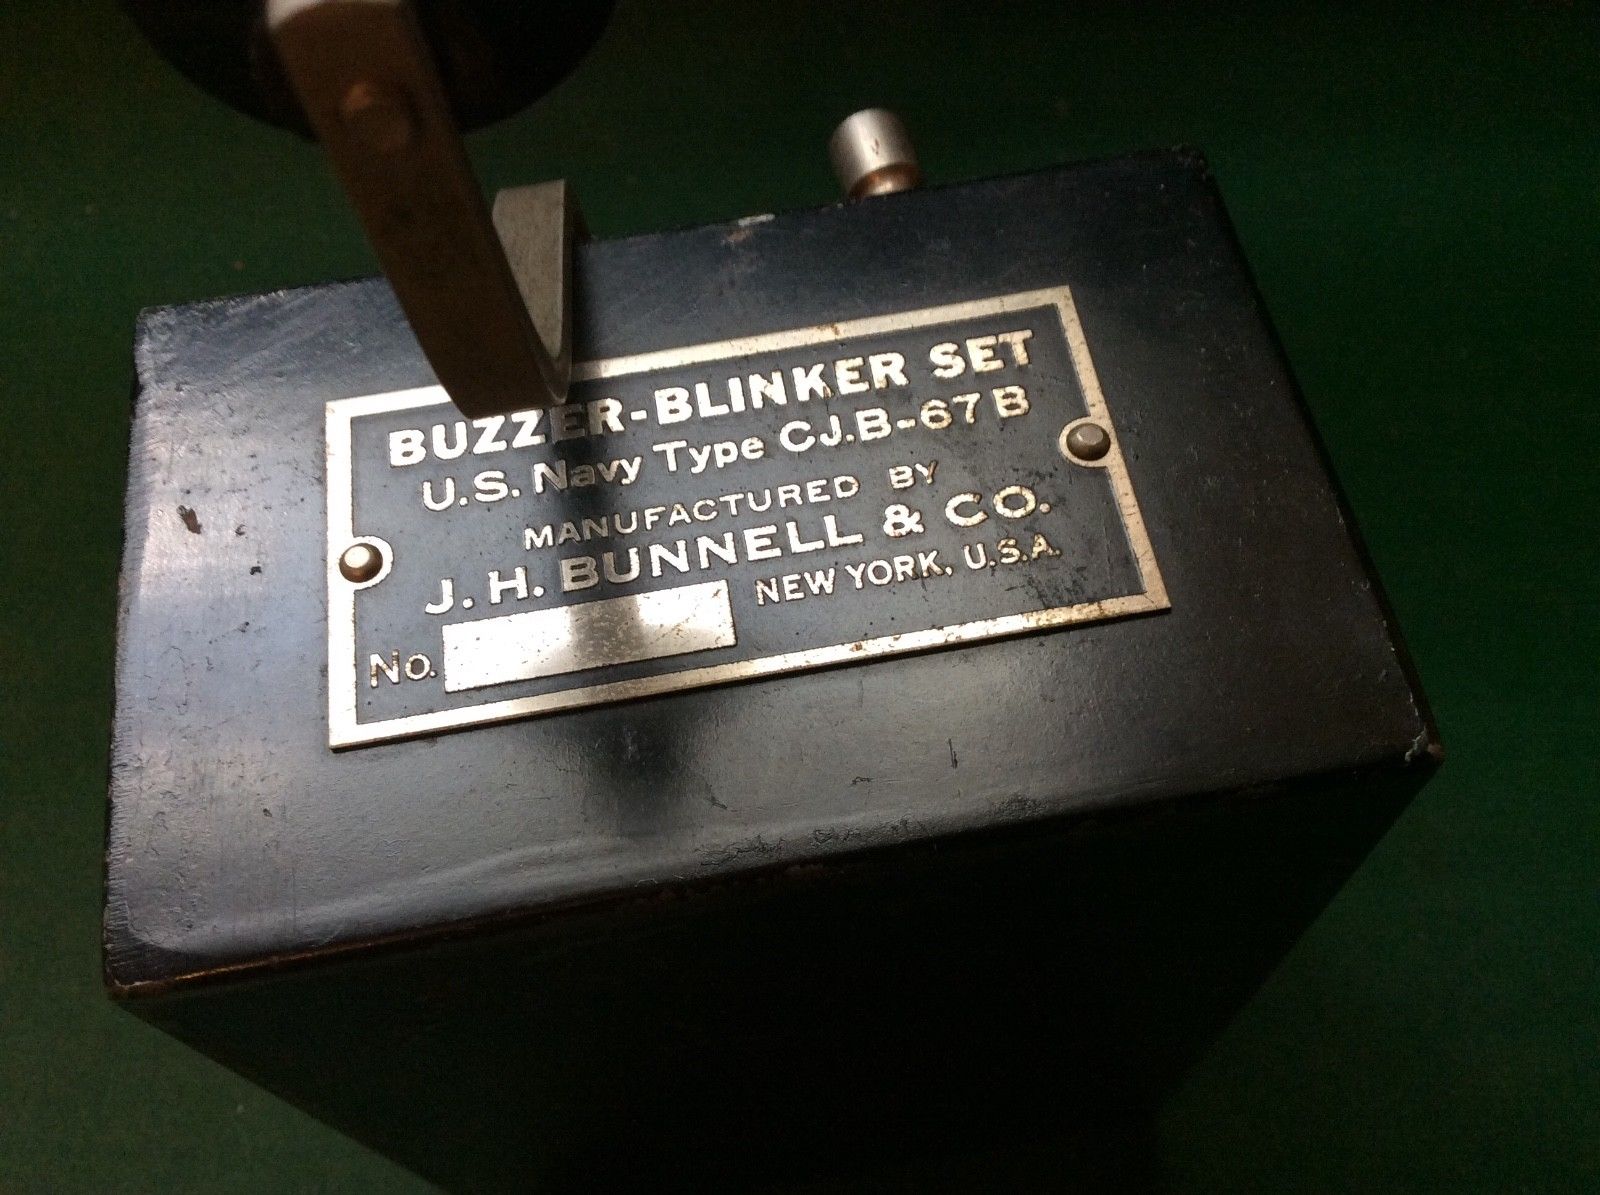 BUZZER-BLINKER SET
U.S. Navy Type CJ.B-67B
MANUFACTURED BY
J. H. BUNNELL & CO.
NEW YORK, U.S.A.
No.